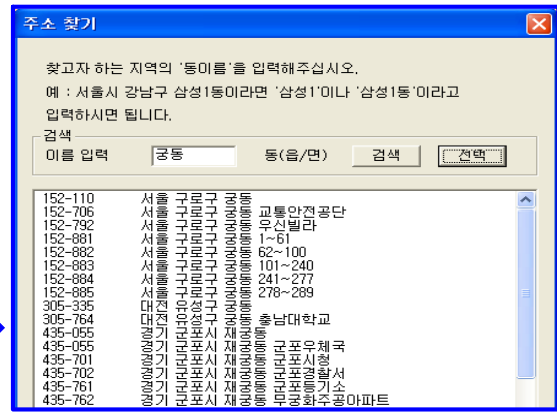 주소 찾기
찾고자 하는 지역의 '동이름'을 입력해주십시오.
예 : 서울시 강남구 삼성1동이라면 '삼성1'이나 '삼성1동'이라고
입력하시면 됩니다.
검색
이름 입력 궁동 동(읍/면) 검색 선택
152-110 서울 구로구 궁동
152-706 서울 구로구 궁동 교통안전공단
152-792 서울 구로구 궁동 우신빌라
152-881 서울 구로구 궁동 1~61
152-882 서울 구로구 궁동 62~100
152-883 서울 구로구 궁동 101~240
152-884 서울 구로구 궁동 241~277
152-885 서울 구로구 궁동 278~289
305-335 대전 유성구 궁동
305-764 대전 유성구 궁동 충남대학교
435-055 경기 군포시 재궁동
435-055 경기 군포시 재궁동 군포우체국
435-701 경기 군포시 재궁동 군포시청
435-702 경기 군포시 재궁동 군포경찰서
435-761 경기 군포시 재궁동 군포등기소
435-762 경기 군포시 재궁동 무궁화주공아파트